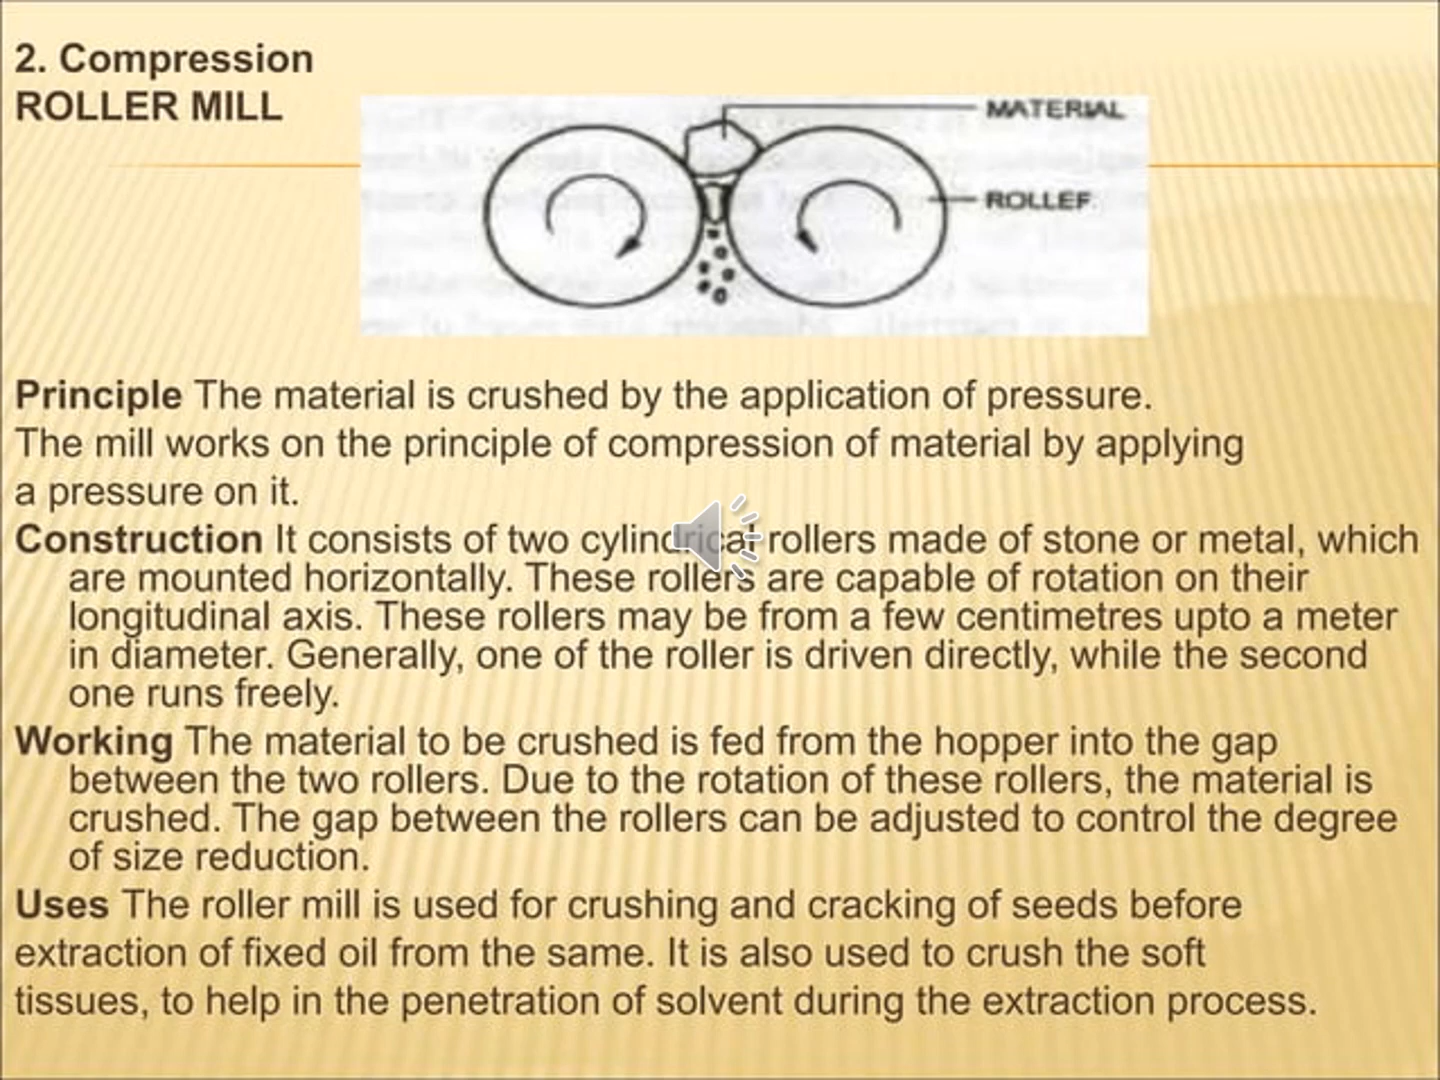 2. Compression
ROLLER MILL
MATERIAL
ROLLEF
Principle The material is crushed by the application of pressure.
The mill works on the principle of compression of material by applying
a pressure on it.
Construction It consists of two cylindrical rollers made of stone or metal, which
are mounted horizontally. These rollers are capable of rotation on their
longitudinal axis. These rollers may be from a few centimetres upto a meter
in diameter. Generally, one of the roller is driven directly, while the second
one runs freely.
Working The material to be crushed is fed from the hopper into the gap
between the two rollers. Due to the rotation of these rollers, the material is
crushed. The gap between the rollers can be adjusted to control the degree
of size reduction.
Uses The roller mill is used for crushing and cracking of seeds before
extraction of fixed oil from the same. It is also used to crush the soft
tissues, to help in the penetration of solvent during the extraction process.